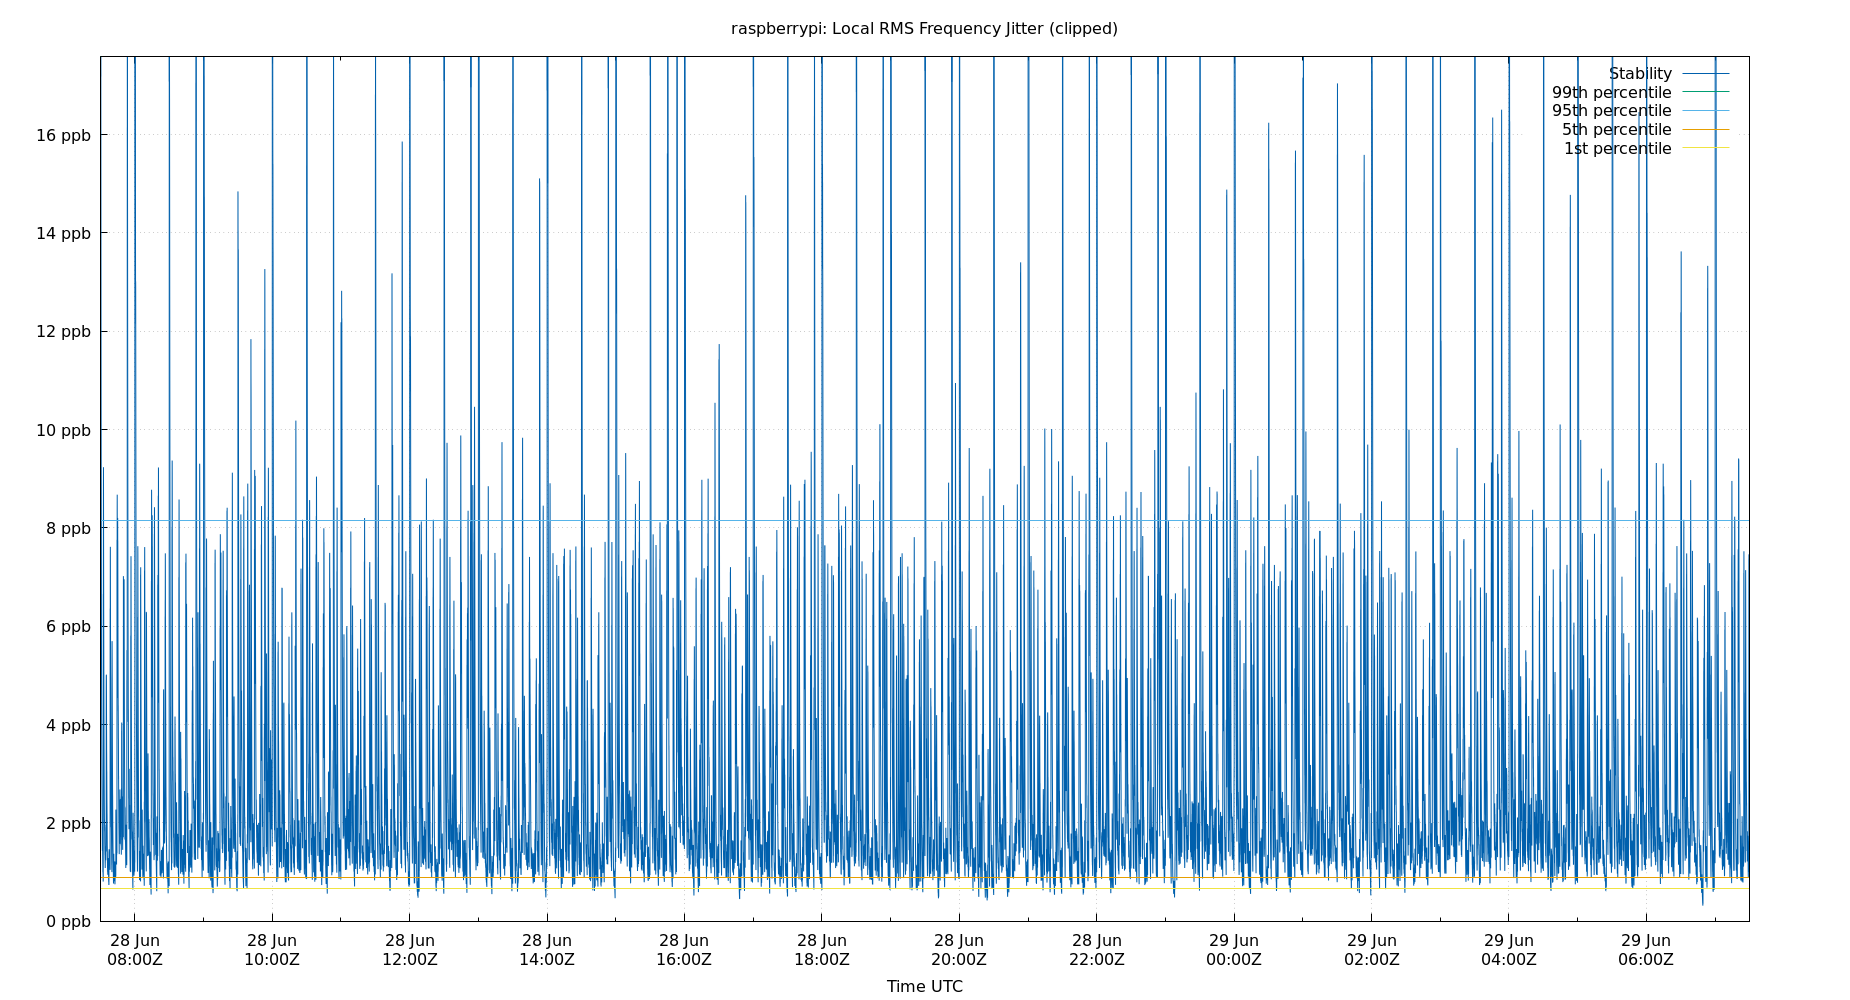 raspberrypi: Local RMS Frequency Jitter (clipped)
Stability
99th percentile
95th percentile
5th percentile
1st percentile
16 ppb
14 ppb
12 ppb
10 ppb
8 ppb
6 ppb
4 ppb
2 ppb
0 ppb
28 Jun 28 Jun 28 Jun 28 Jun 28 Jun 28 Jun 28 Jun 28 Jun 29 Jun 29 Jun 29 Jun 29 Jun
08:00Z 10:00Z 12:00Z 14:00Z 16:00Z 18:00Z 20:00Z 22:00Z 00:00Z 02:00Z 04:00Z 06:00Z
Time UTC